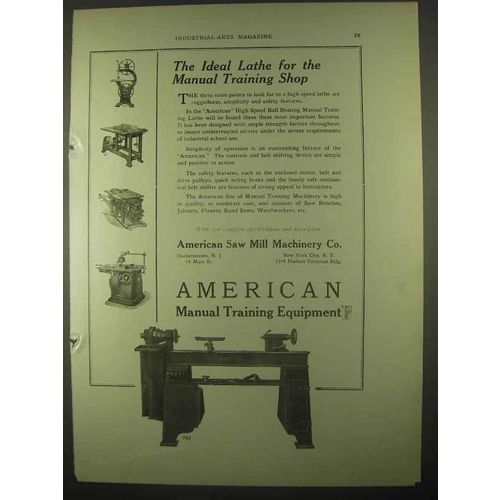 INDUSTRIAL-ARTS MAGAZINE
IX
The Ideal Lathe for the
Manual Training Shop
THE three main points to look for in a high speed lathe are
ruggedness, simplicity and safety features.
In the "American" High Speed Ball Bearing Manual Train-
ing Lathe will be found these three most important features.
It has been designed with ample strength factors throughout
to insure uninterrupted service under the severe requirements
of industrial school use.
Simplicity of operation is an outstanding feature of the
"American." The controls and belt shifting device are simple
and positive in action.
The safety features, such as the enclosed motor, belt and
drive pulleys, quick acting brake and the handy safe mechan-
ical belt shifter are features of strong appeal to instructors.
The American line of Manual Training Machinery is high
in quality, at moderate cost, and consists of Saw Benches,
Jointers, Planers, Band Saws, Woodworkers, etc.
Write for complete specifications and description.
American Saw Mill Machinery Co.
Hackettstown, N. J.
New York City, N. Y.
Main St.
Hudson Terminal Bldg.
AMERICAN
Manual Training Equipment